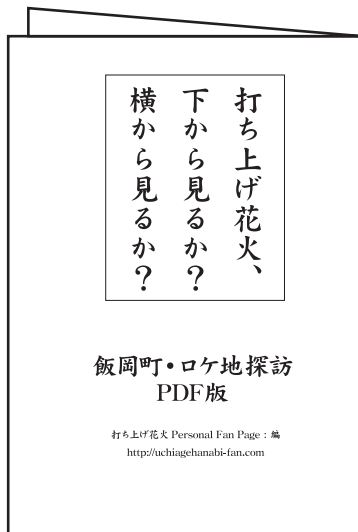 打ち上げ花火、
下から見るか?
横から見るか?
飯岡町・ロケ地探訪
PDF版
打ち上げ花火 Personal Fan Page : 編
http://uchiagehanabi-fan.com